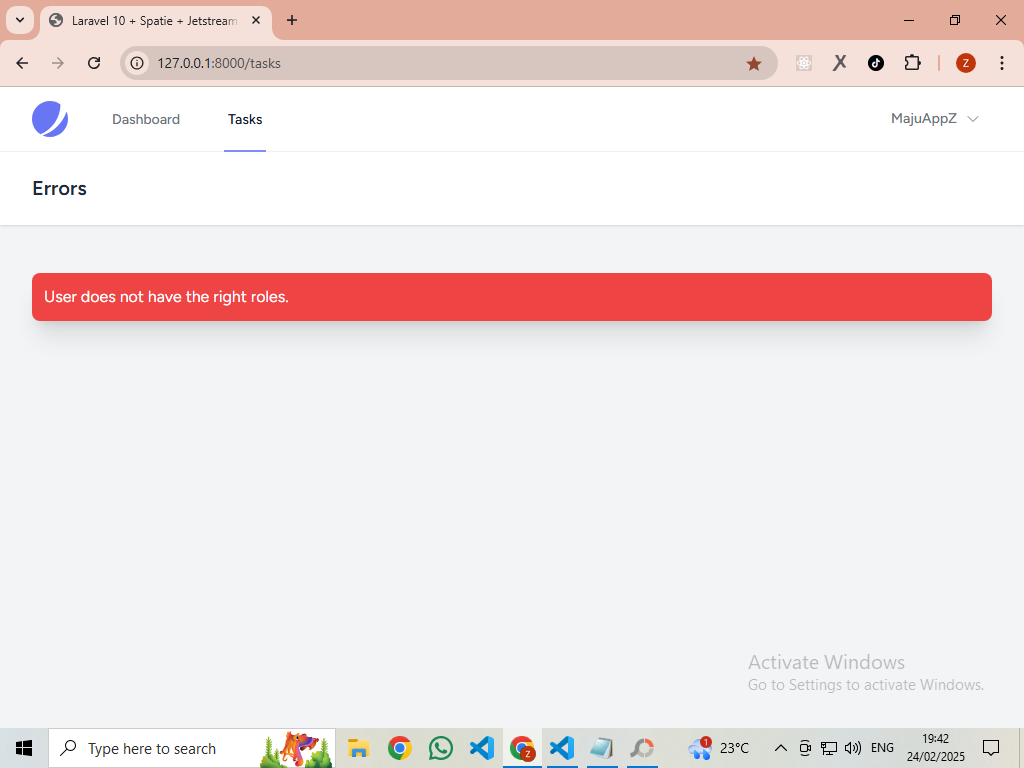 Laravel 10 + Spatie + Jetstream
127.0.0.1:8000/tasks
Z
Dashboard
Tasks
MajuAppZ
Errors
User does not have the right roles.
Activate Windows
Go to Settings to activate Windows.
Type here to search
Z
1
23°C
ENG
19:42
24/02/2025